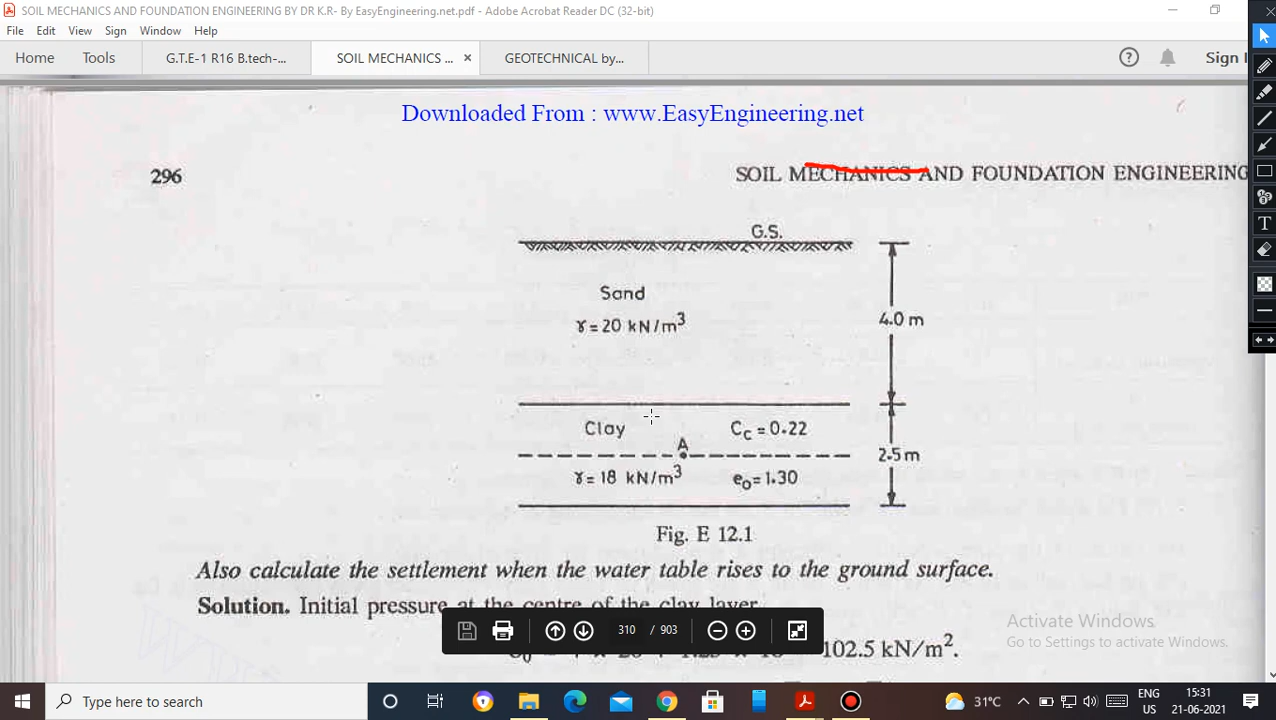 SOIL MECHANICS AND FOUNDATION ENGINEERING BY DR K.R- By EasyEngineering.net.pdf - Adobe Acrobat Reader DC (32-bit)
File Edit View Sign Window Help
Home Tools G.T.E-1 R16 B.tech-... SOIL MECHANICS ... × GEOTECHNICAL by... Sign
Downloaded From : www.EasyEngineering.net
296 SOIL MECHANICS AND FOUNDATION ENGINEERING
G.S.
Sand
γ = 20 kN/m³
4.0 m
Clay Cc = 0.22
A
2.5 m
γ = 18 kN/m³ eo = 1.30
Fig. E 12.1
Also calculate the settlement when the water table rises to the ground surface.
Solution. Initial pressure at the centre of the clay layer
310 / 903
102.5 kN/m².
Activate Windows
Go to Settings to activate Windows.
Type here to search
31°C
ENG
US
15:31
21-06-2021